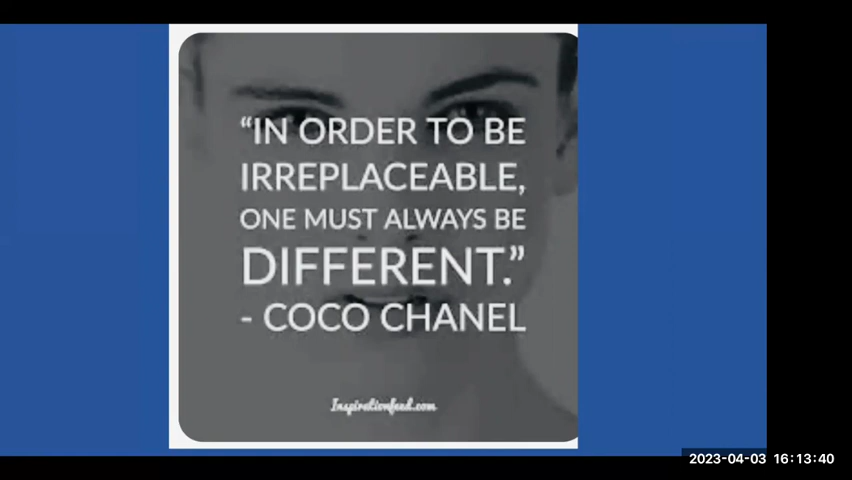 “IN ORDER TO BE
IRREPLACEABLE,
ONE MUST ALWAYS BE
DIFFERENT.”
- COCO CHANEL
Inspirationfeed.com
2023-04-03 16:13:40